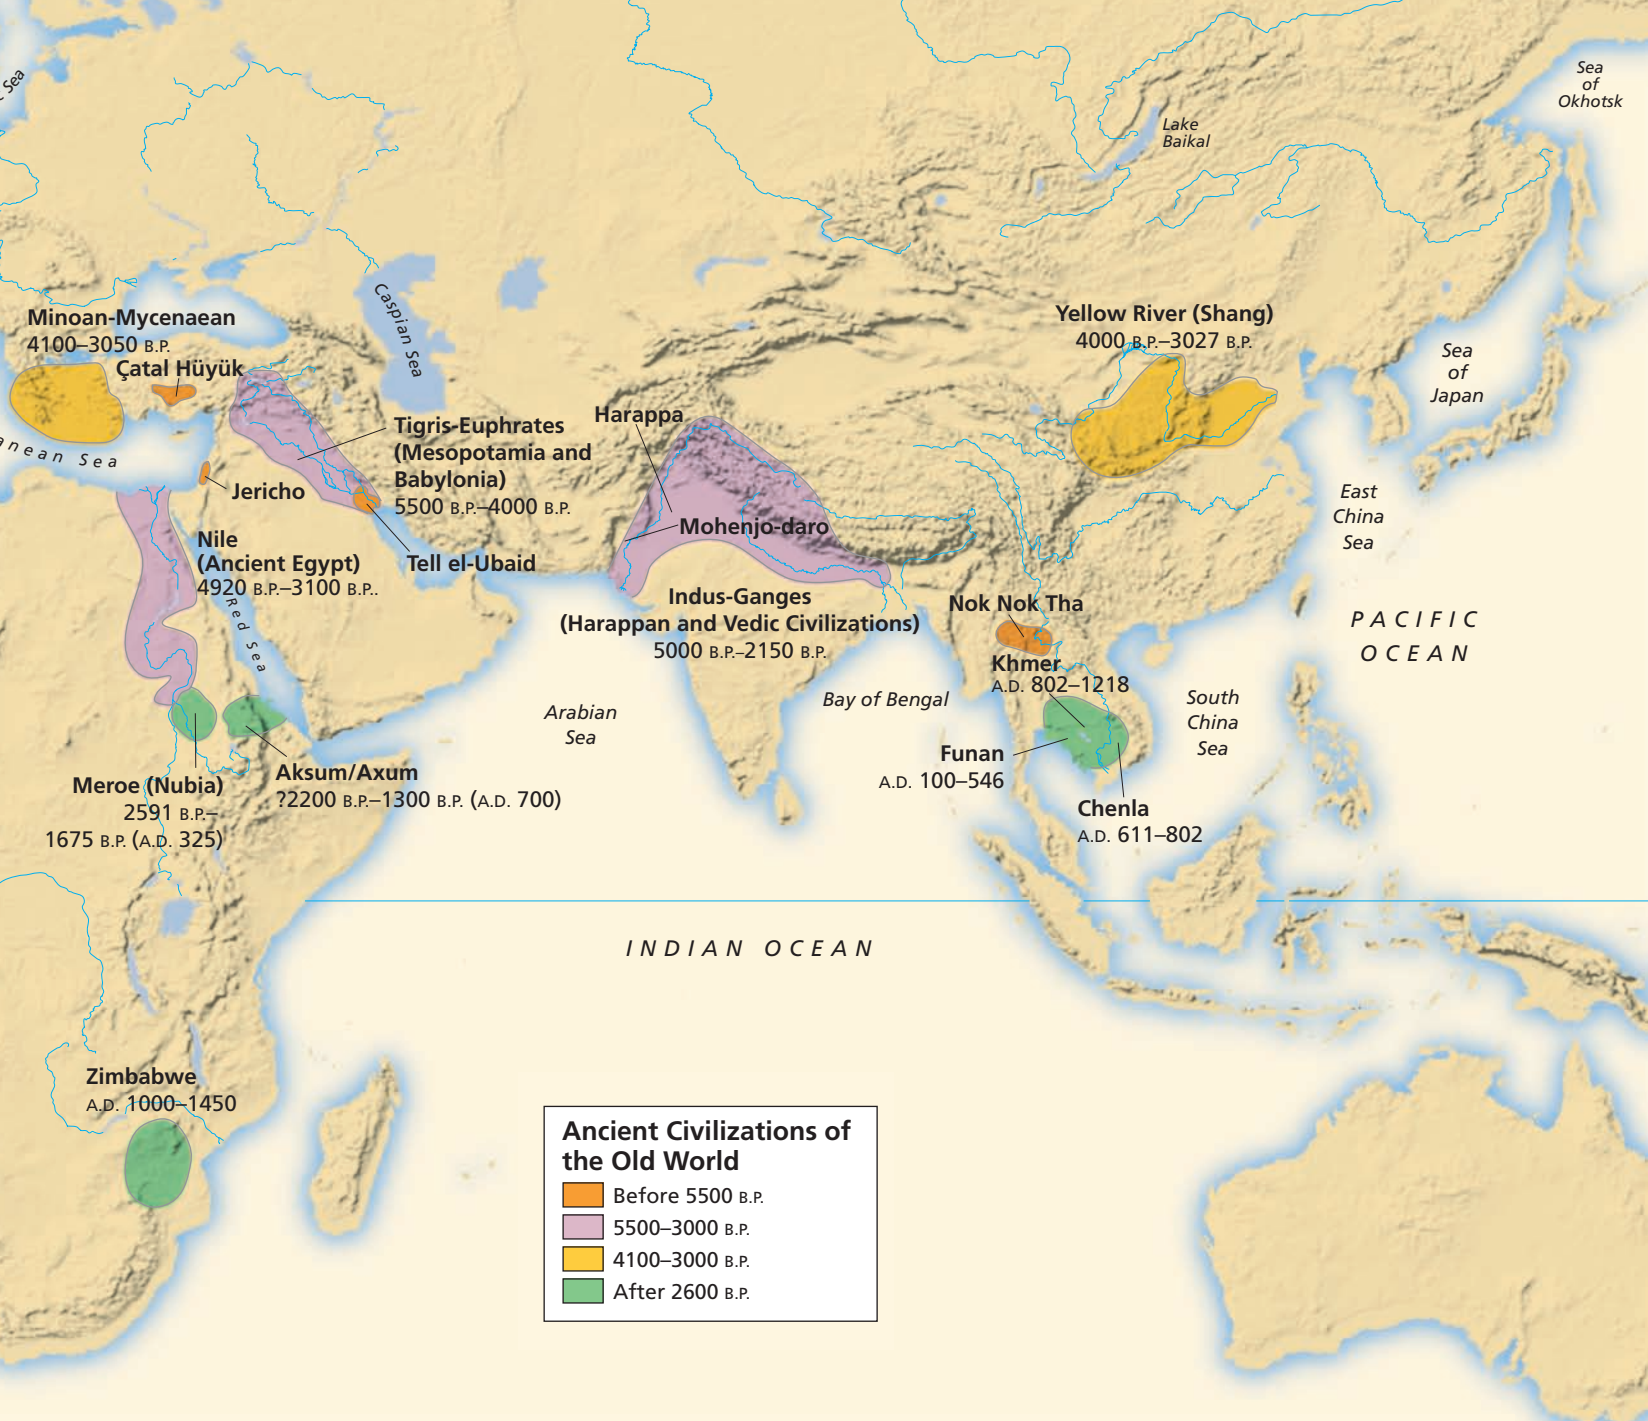 Sea
Sea
of
Okhotsk
Lake
Baikal
Caspian Sea
Minoan-Mycenaean
4100–3050 B.P.
Çatal Hüyük
Yellow River (Shang)
4000 B.P.–3027 B.P.
Sea
of
Japan
Harappa
Tigris-Euphrates
(Mesopotamia and
Babylonia)
5500 B.P.–4000 B.P.
anean Sea
Jericho
Mohenjo-daro
East
China
Sea
Nile
(Ancient Egypt)
4920 B.P.–3100 B.P..
Tell el-Ubaid
Red Sea
Indus-Ganges
(Harappan and Vedic Civilizations)
5000 B.P.–2150 B.P.
Nok Nok Tha
PACIFIC
OCEAN
Khmer
A.D. 802–1218
Arabian
Sea
Bay of Bengal
South
China
Sea
Funan
A.D. 100–546
Meroe (Nubia)
2591 B.P.–
1675 B.P. (A.D. 325)
Aksum/Axum
?2200 B.P.–1300 B.P. (A.D. 700)
Chenla
A.D. 611–802
INDIAN OCEAN
Zimbabwe
A.D. 1000–1450
Ancient Civilizations of
the Old World
Before 5500 B.P.
5500–3000 B.P.
4100–3000 B.P.
After 2600 B.P.